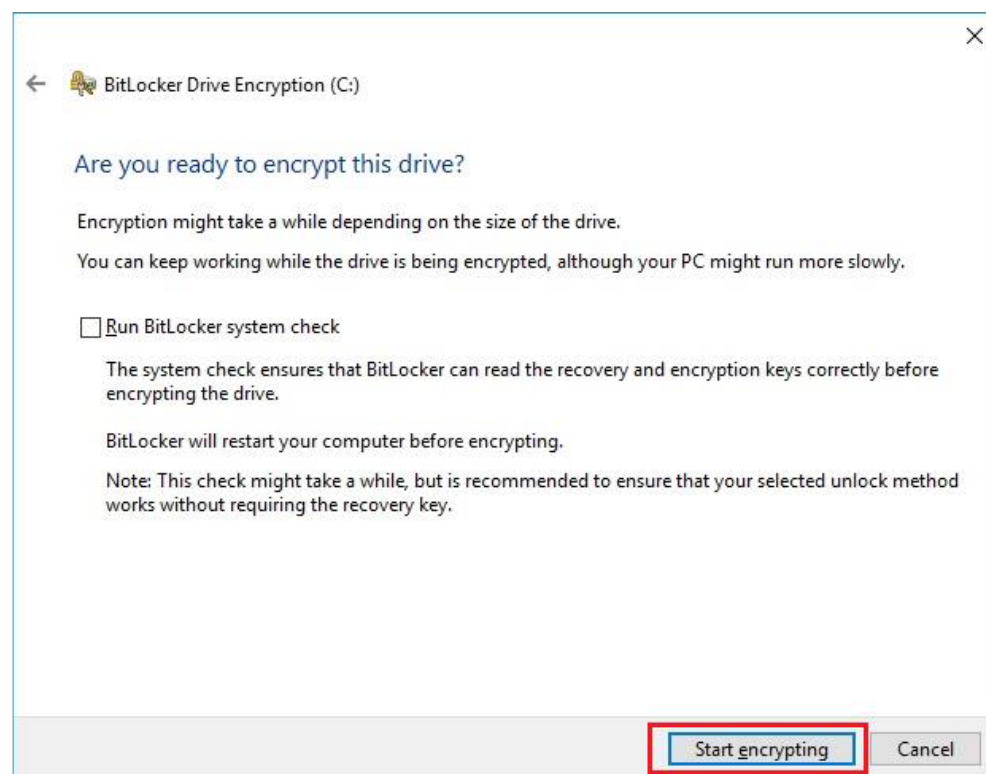 BitLocker Drive Encryption (C:)
Are you ready to encrypt this drive?
Encryption might take a while depending on the size of the drive.
You can keep working while the drive is being encrypted, although your PC might run more slowly.
Run BitLocker system check
The system check ensures that BitLocker can read the recovery and encryption keys correctly before
encrypting the drive.
BitLocker will restart your computer before encrypting.
Note: This check might take a while, but is recommended to ensure that your selected unlock method
works without requiring the recovery key.
Start encrypting Cancel